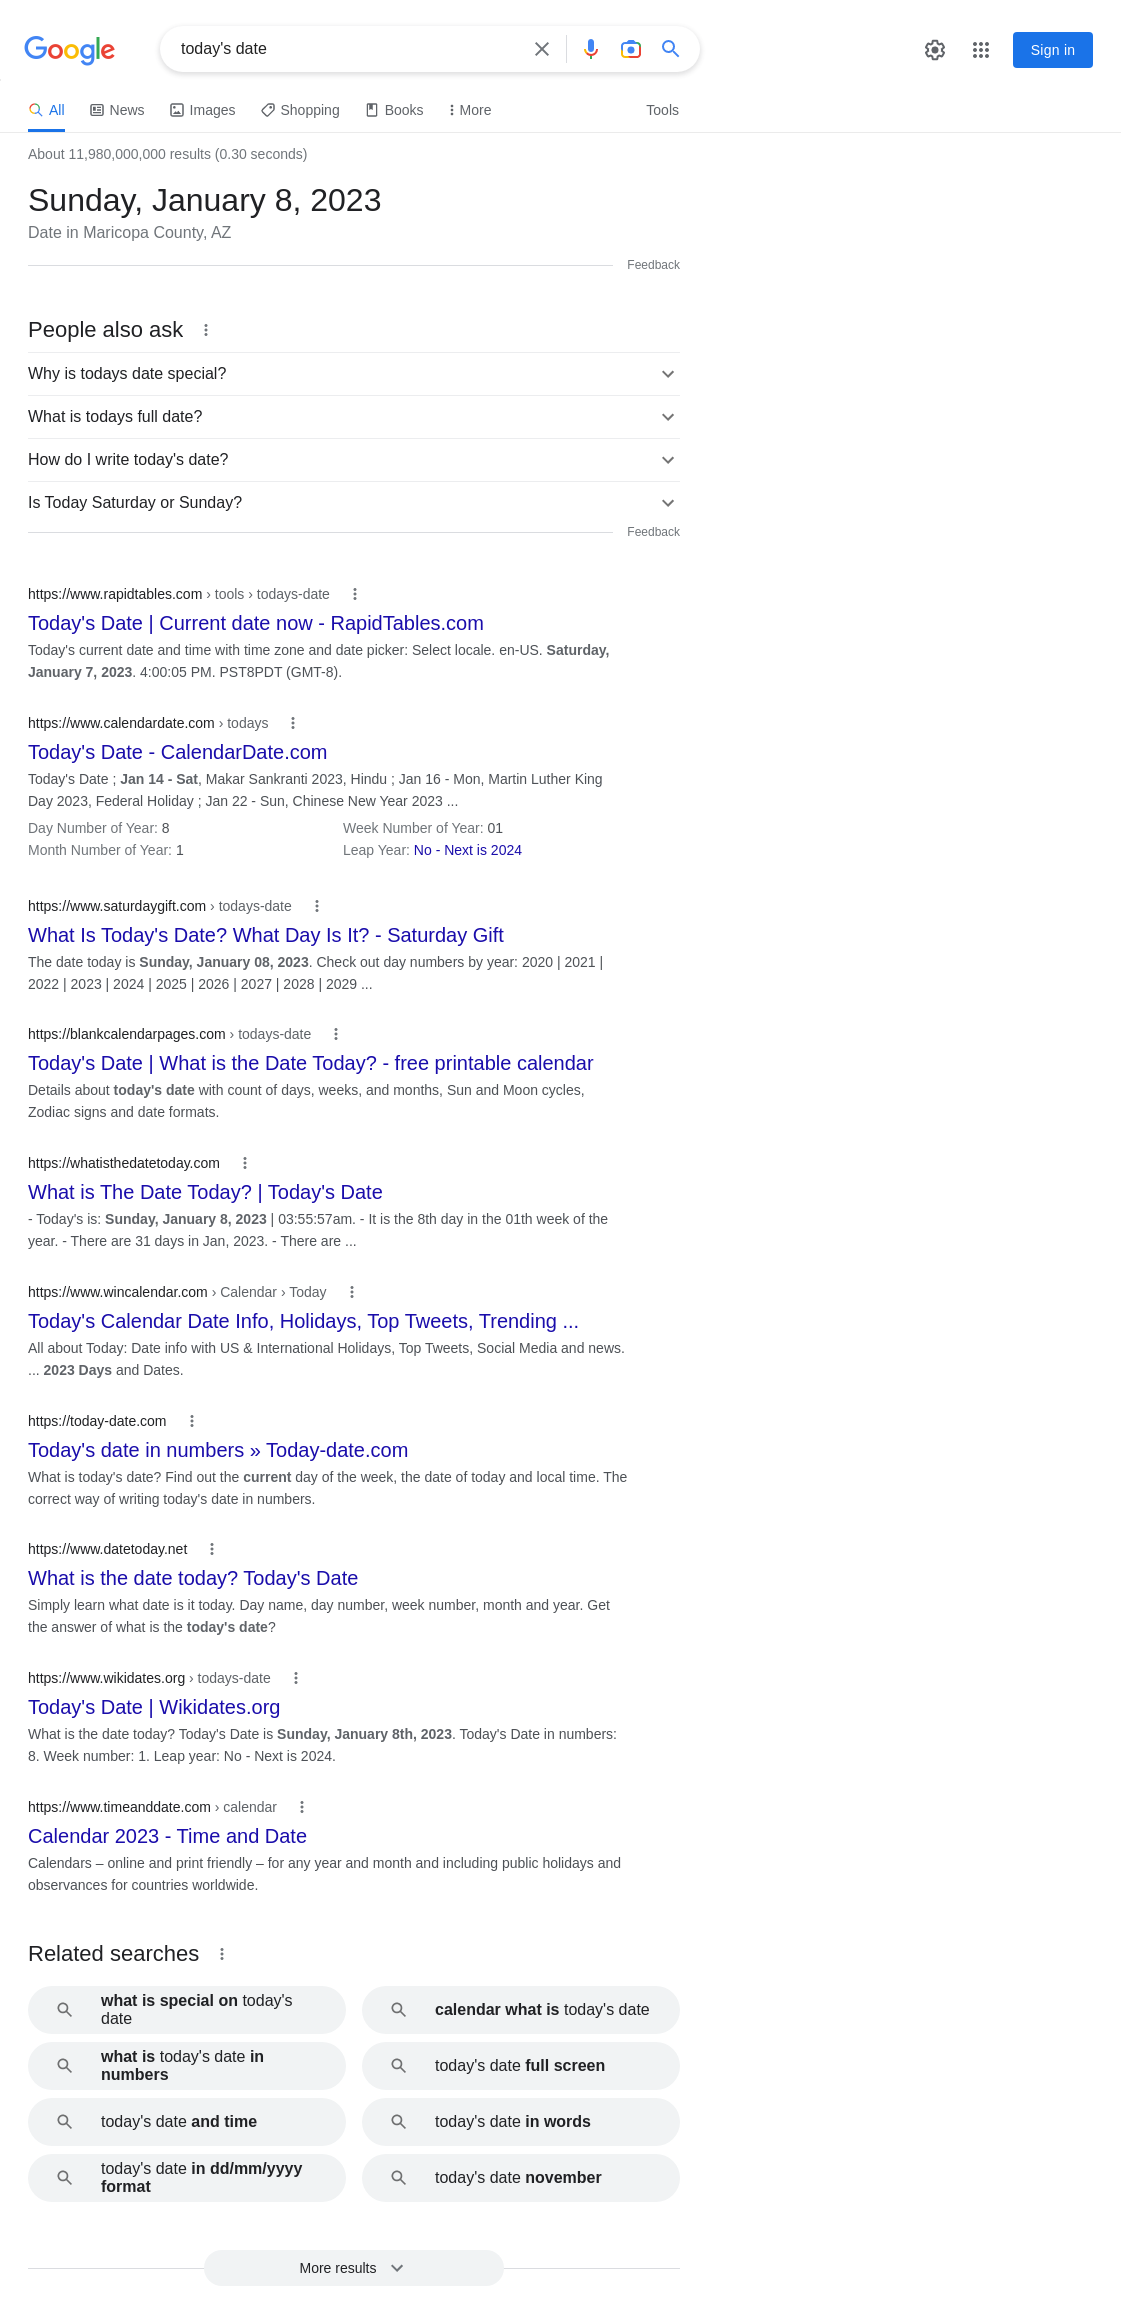 Google
today's date
Sign in
All
News
Images
Shopping
Books
More
Tools
About 11,980,000,000 results (0.30 seconds)
Sunday, January 8, 2023
Date in Maricopa County, AZ
Feedback
People also ask
Why is todays date special?
What is todays full date?
How do I write today's date?
Is Today Saturday or Sunday?
Feedback
https://www.rapidtables.com › tools › todays-date
Today's Date | Current date now - RapidTables.com
Today's current date and time with time zone and date picker: Select locale. en-US. Saturday,
January 7, 2023. 4:00:05 PM. PST8PDT (GMT-8).
https://www.calendardate.com › todays
Today's Date - CalendarDate.com
Today's Date ; Jan 14 - Sat, Makar Sankranti 2023, Hindu ; Jan 16 - Mon, Martin Luther King
Day 2023, Federal Holiday ; Jan 22 - Sun, Chinese New Year 2023 ...
Day Number of Year: 8
Week Number of Year: 01
Month Number of Year: 1
Leap Year: No - Next is 2024
https://www.saturdaygift.com › todays-date
What Is Today's Date? What Day Is It? - Saturday Gift
The date today is Sunday, January 08, 2023. Check out day numbers by year: 2020 | 2021 |
2022 | 2023 | 2024 | 2025 | 2026 | 2027 | 2028 | 2029 ...
https://blankcalendarpages.com › todays-date
Today's Date | What is the Date Today? - free printable calendar
Details about today's date with count of days, weeks, and months, Sun and Moon cycles,
Zodiac signs and date formats.
https://whatisthedatetoday.com
What is The Date Today? | Today's Date
- Today's is: Sunday, January 8, 2023 | 03:55:57am. - It is the 8th day in the 01th week of the
year. - There are 31 days in Jan, 2023. - There are ...
https://www.wincalendar.com › Calendar › Today
Today's Calendar Date Info, Holidays, Top Tweets, Trending ...
All about Today: Date info with US & International Holidays, Top Tweets, Social Media and news.
... 2023 Days and Dates.
https://today-date.com
Today's date in numbers » Today-date.com
What is today's date? Find out the current day of the week, the date of today and local time. The
correct way of writing today's date in numbers.
https://www.datetoday.net
What is the date today? Today's Date
Simply learn what date is it today. Day name, day number, week number, month and year. Get
the answer of what is the today's date?
https://www.wikidates.org › todays-date
Today's Date | Wikidates.org
What is the date today? Today's Date is Sunday, January 8th, 2023. Today's Date in numbers:
8. Week number: 1. Leap year: No - Next is 2024.
https://www.timeanddate.com › calendar
Calendar 2023 - Time and Date
Calendars – online and print friendly – for any year and month and including public holidays and
observances for countries worldwide.
Related searches
what is special on today's
date
calendar what is today's date
what is today's date in
numbers
today's date full screen
today's date and time
today's date in words
today's date in dd/mm/yyyy
format
today's date november
More results